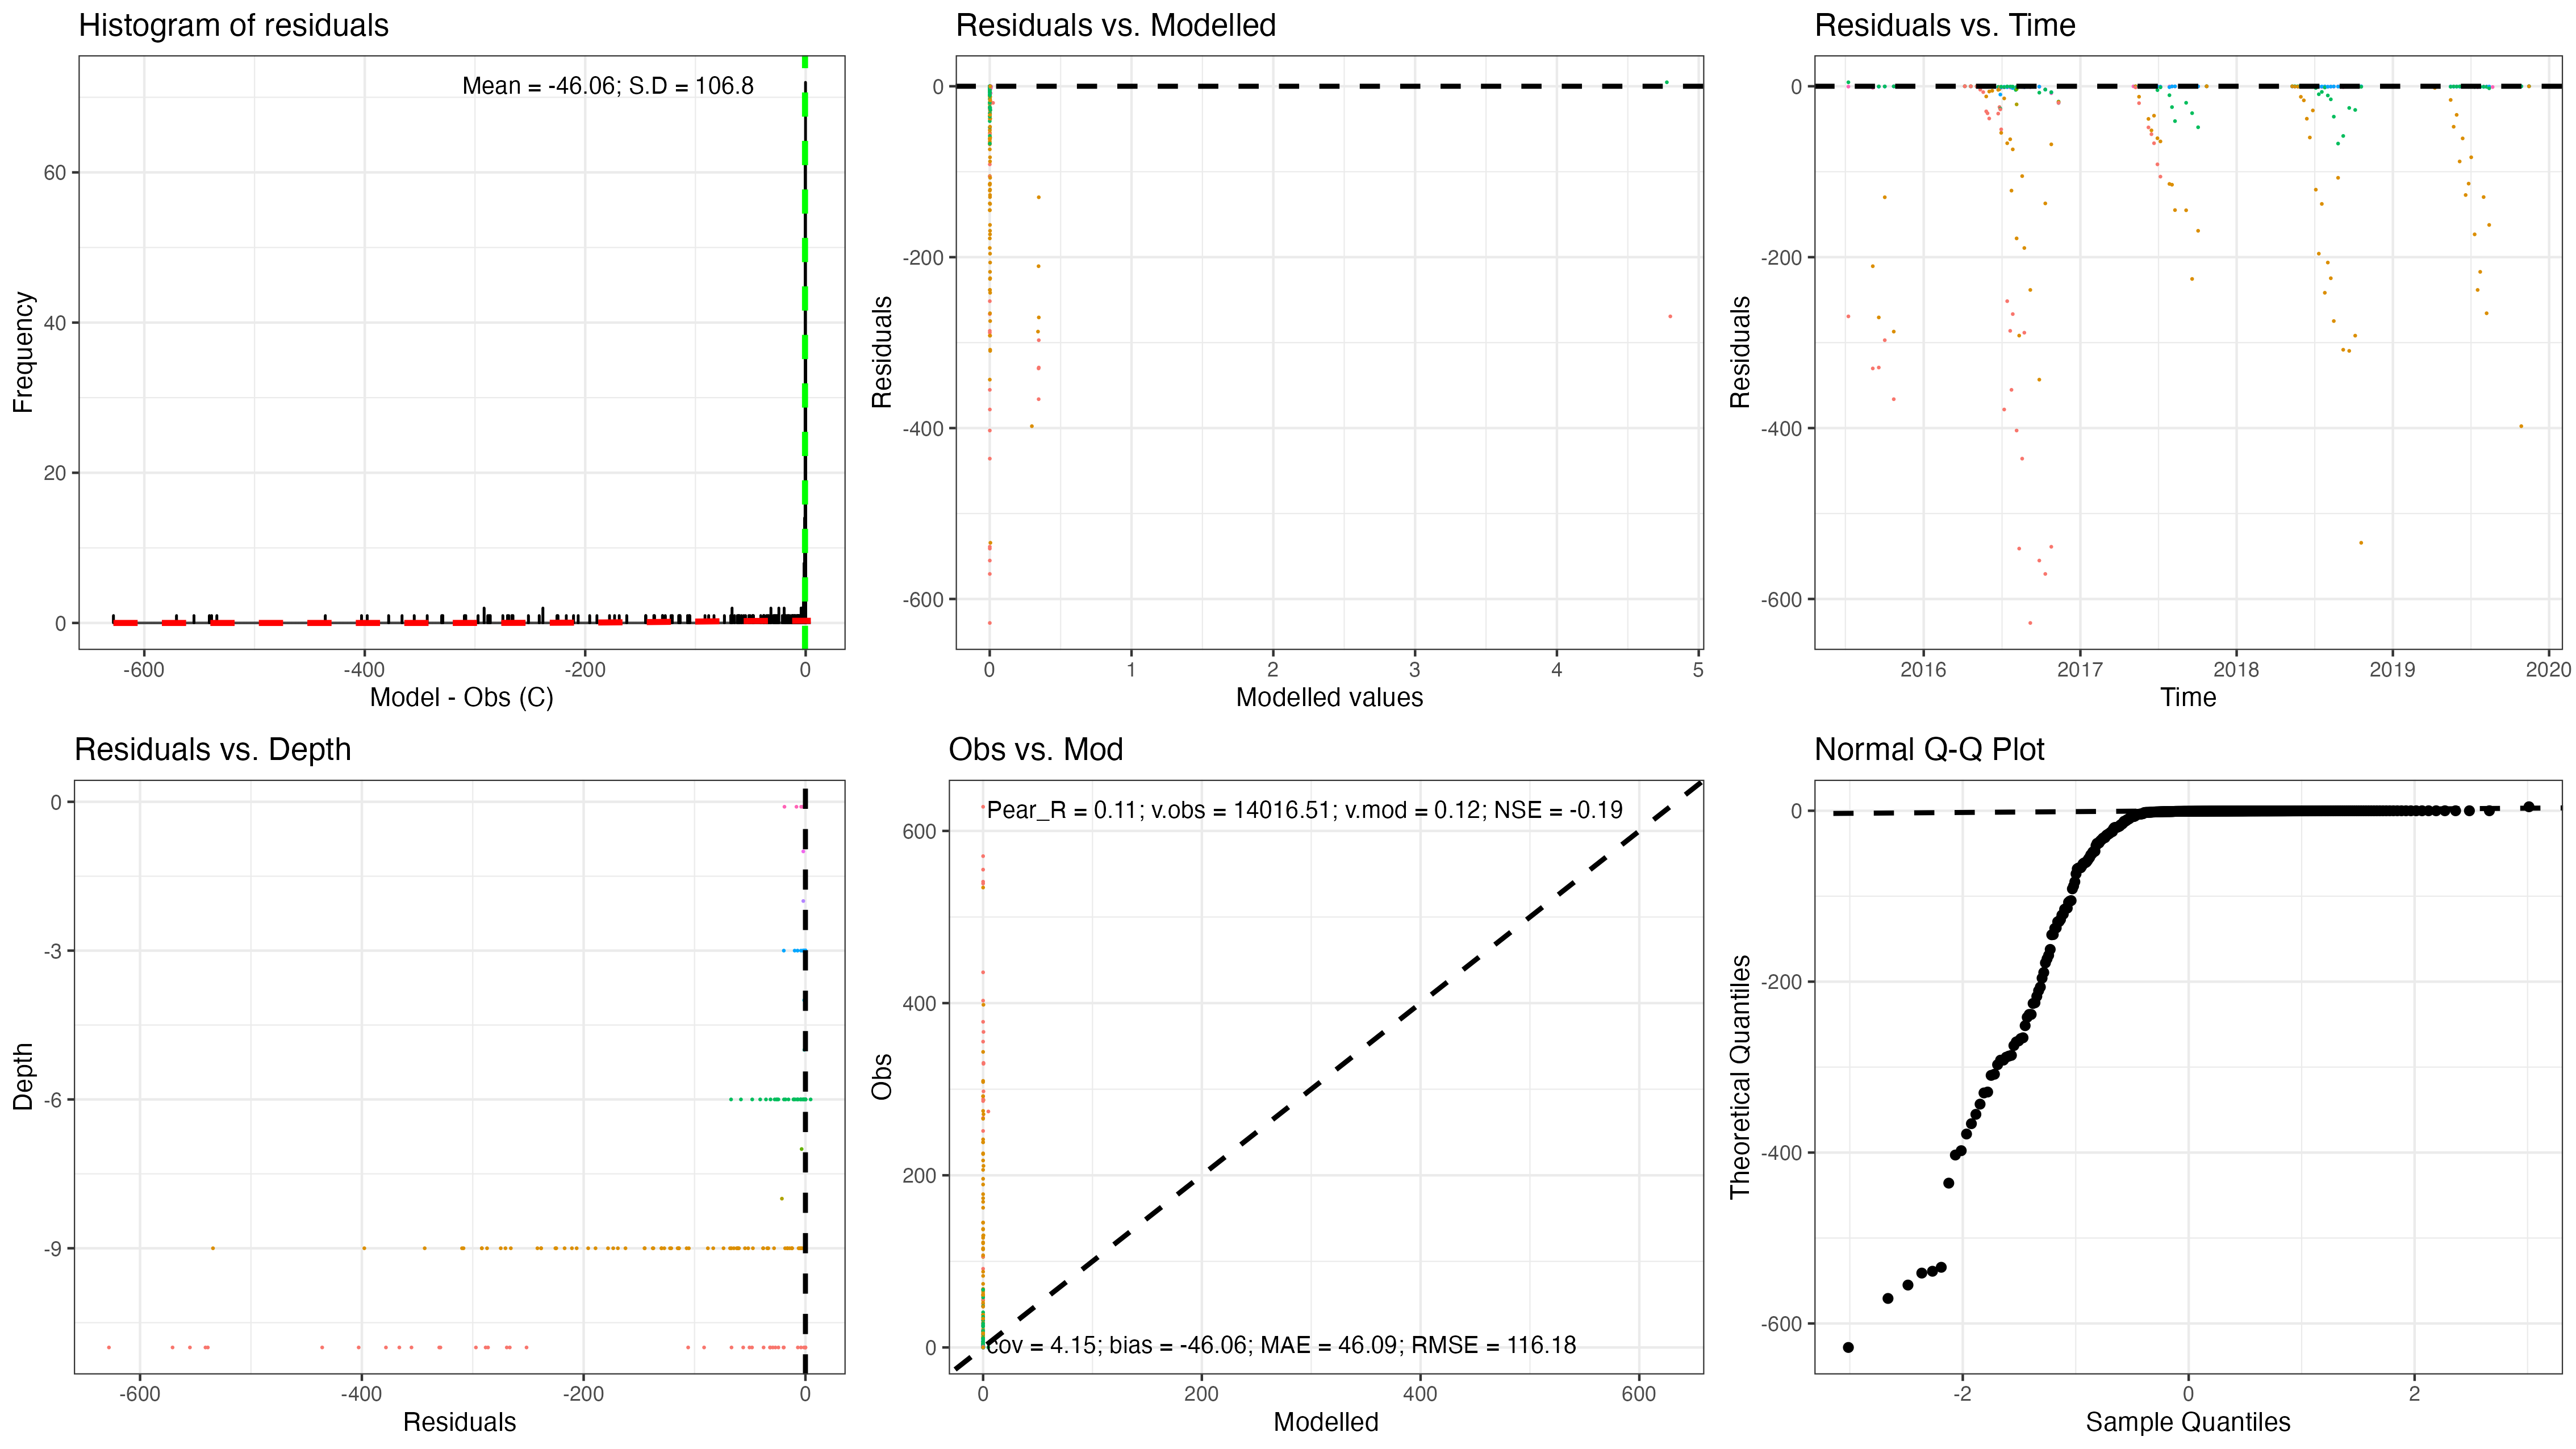 Histogram of residuals
Mean = -46.06; S.D = 106.8
Frequency
60
40
20
0
-600 -400 -200 0
Model - Obs (C)
Residuals vs. Modelled
Residuals
0
-200
-400
-600
0 1 2 3 4 5
Modelled values
Residuals vs. Time
Residuals
0
-200
-400
-600
2016 2017 2018 2019 2020
Time
Residuals vs. Depth
Depth
0
-3
-6
-9
-600 -400 -200 0
Residuals
Obs vs. Mod
Pear_R = 0.11; v.obs = 14016.51; v.mod = 0.12; NSE = -0.19
Obs
600
400
200
0
cov = 4.15; bias = -46.06; MAE = 46.09; RMSE = 116.18
0 200 400 600
Modelled
Normal Q-Q Plot
Theoretical Quantiles
0
-200
-400
-600
-2 0 2
Sample Quantiles